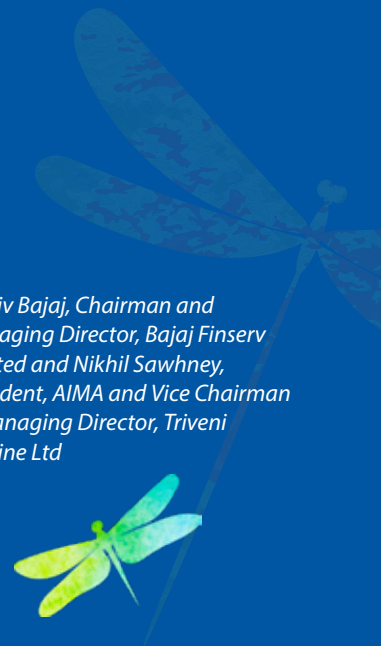 iv Bajaj, Chairman and
aging Director, Bajaj Finserv
ted and Nikhil Sawhney,
dent, AIMA and Vice Chairman
anaging Director, Triveni
ine Ltd